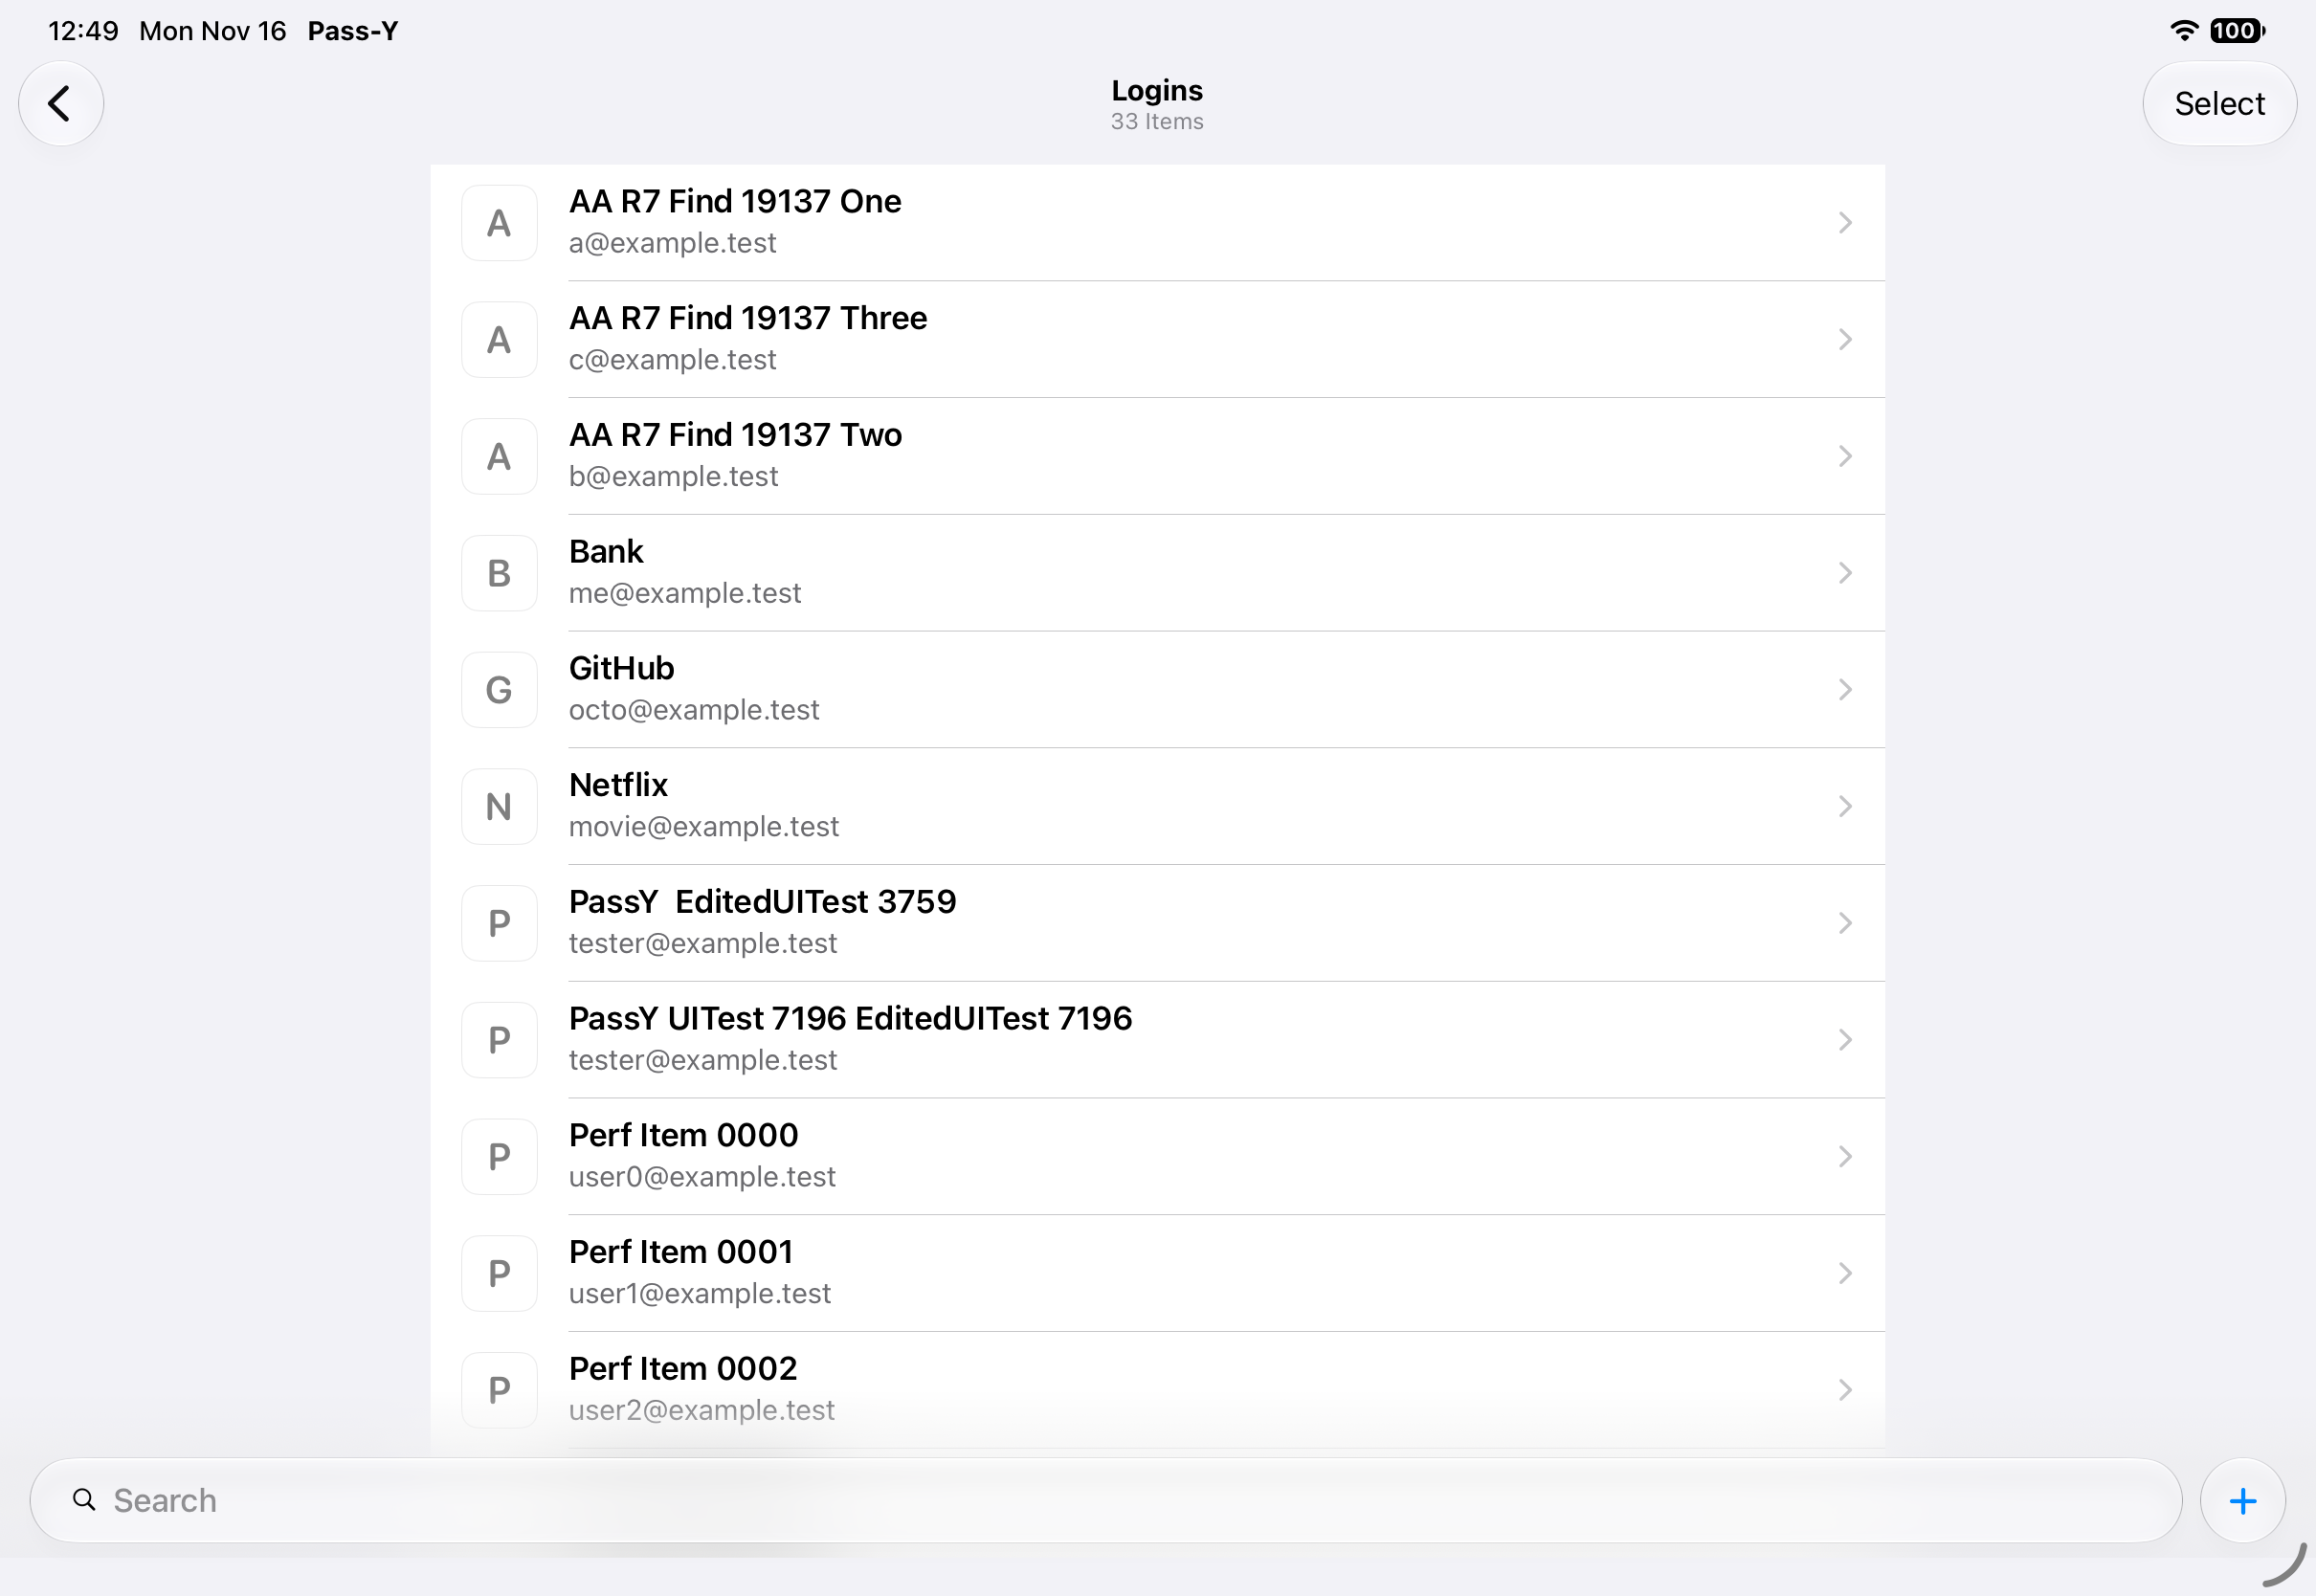 12:49 Mon Nov 16 Pass-Y
100
Logins
33 Items
Select
A
AA R7 Find 19137 One
a@example.test
A
AA R7 Find 19137 Three
c@example.test
A
AA R7 Find 19137 Two
b@example.test
B
Bank
me@example.test
G
GitHub
octo@example.test
N
Netflix
movie@example.test
P
PassY  EditedUITest 3759
tester@example.test
P
PassY UITest 7196 EditedUITest 7196
tester@example.test
P
Perf Item 0000
user0@example.test
P
Perf Item 0001
user1@example.test
P
Perf Item 0002
user2@example.test
Search